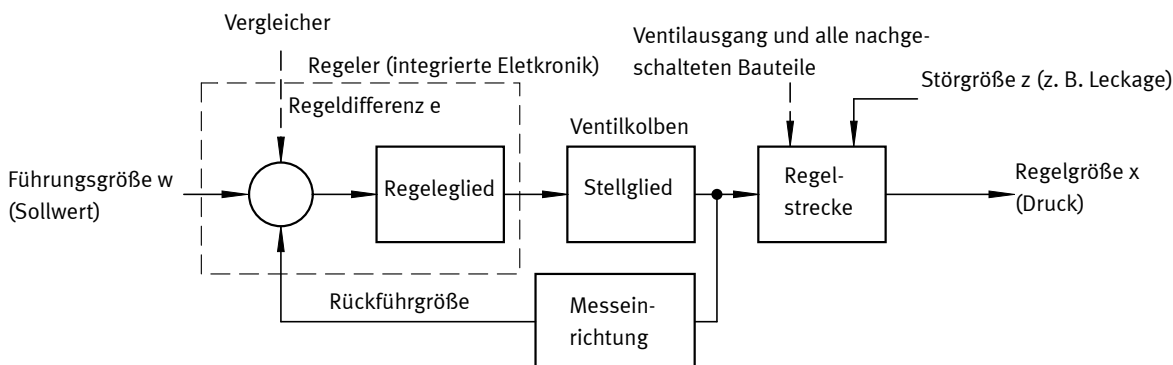 Vergleicher
Regeler (integrierte Eletkronik)
Regeldifferenz e
Ventilausgang und alle nachge-
schalteten Bauteile
Störgröße z (z. B. Leckage)
Ventilkolben
Führungsgröße w
(Sollwert)
Regeleglied
Stellglied
Regel-
strecke
Regelgröße x
(Druck)
Rückführgröße
Messein-
richtung